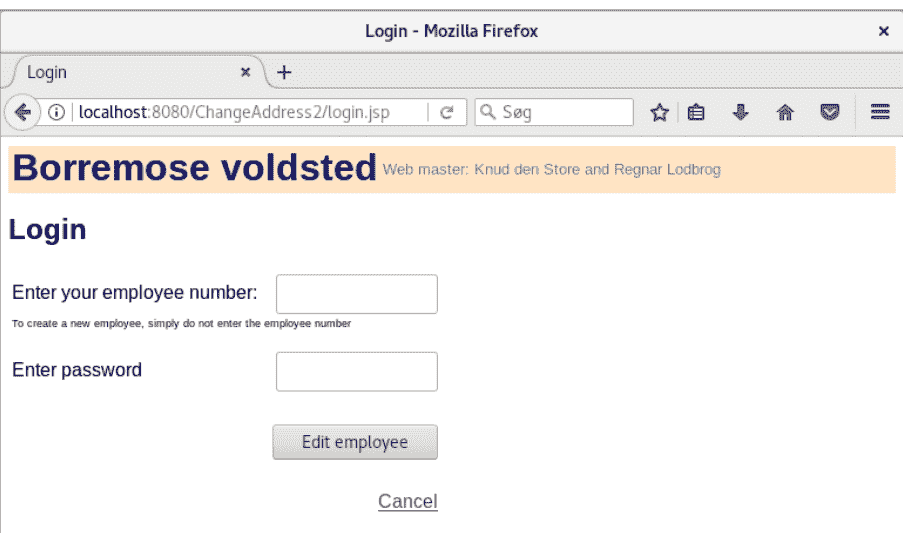 Login - Mozilla Firefox
Login
localhost:8080/ChangeAddress2/login.jsp Søg
Borremose voldsted Web master: Knud den Store and Regnar Lodbrog
Login
Enter your employee number:
To create a new employee, simply do not enter the employee number
Enter password
Edit employee
Cancel